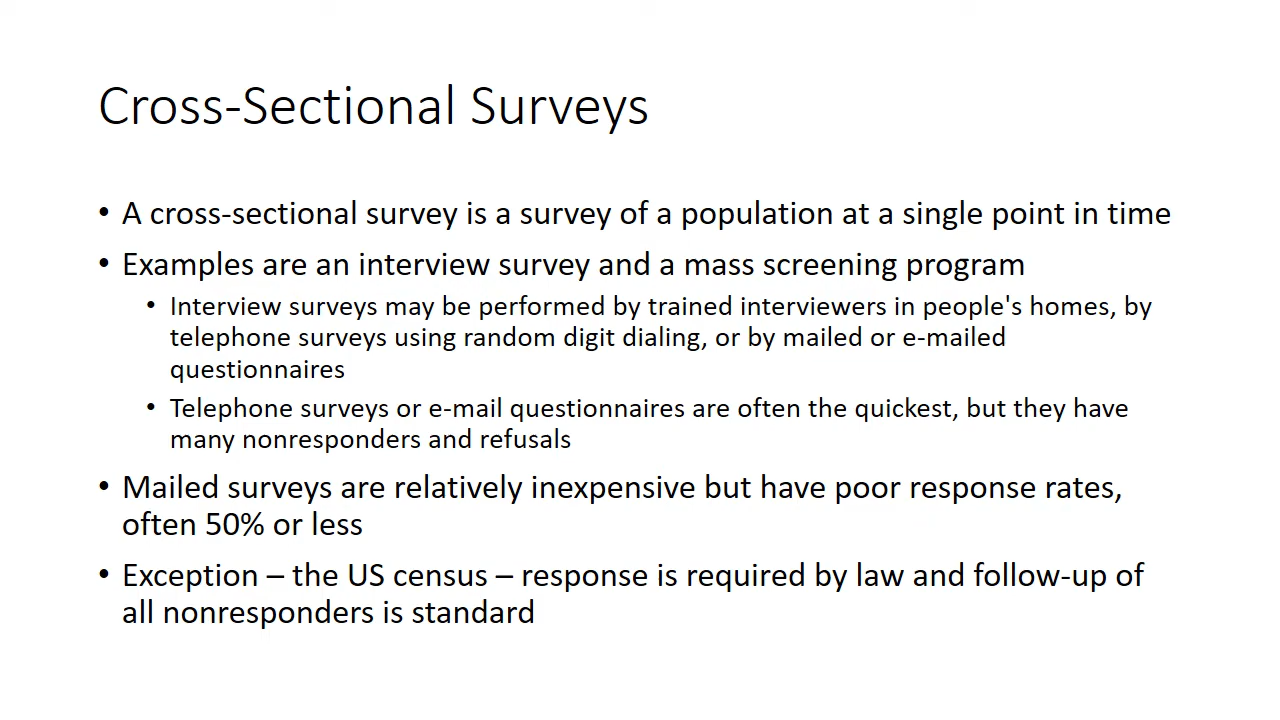 Cross-Sectional Surveys
• A cross-sectional survey is a survey of a population at a single point in time
• Examples are an interview survey and a mass screening program
• Interview surveys may be performed by trained interviewers in people's homes, by
telephone surveys using random digit dialing, or by mailed or e-mailed
questionnaires
• Telephone surveys or e-mail questionnaires are often the quickest, but they have
many nonresponders and refusals
• Mailed surveys are relatively inexpensive but have poor response rates,
often 50% or less
• Exception – the US census – response is required by law and follow-up of
all nonresponders is standard